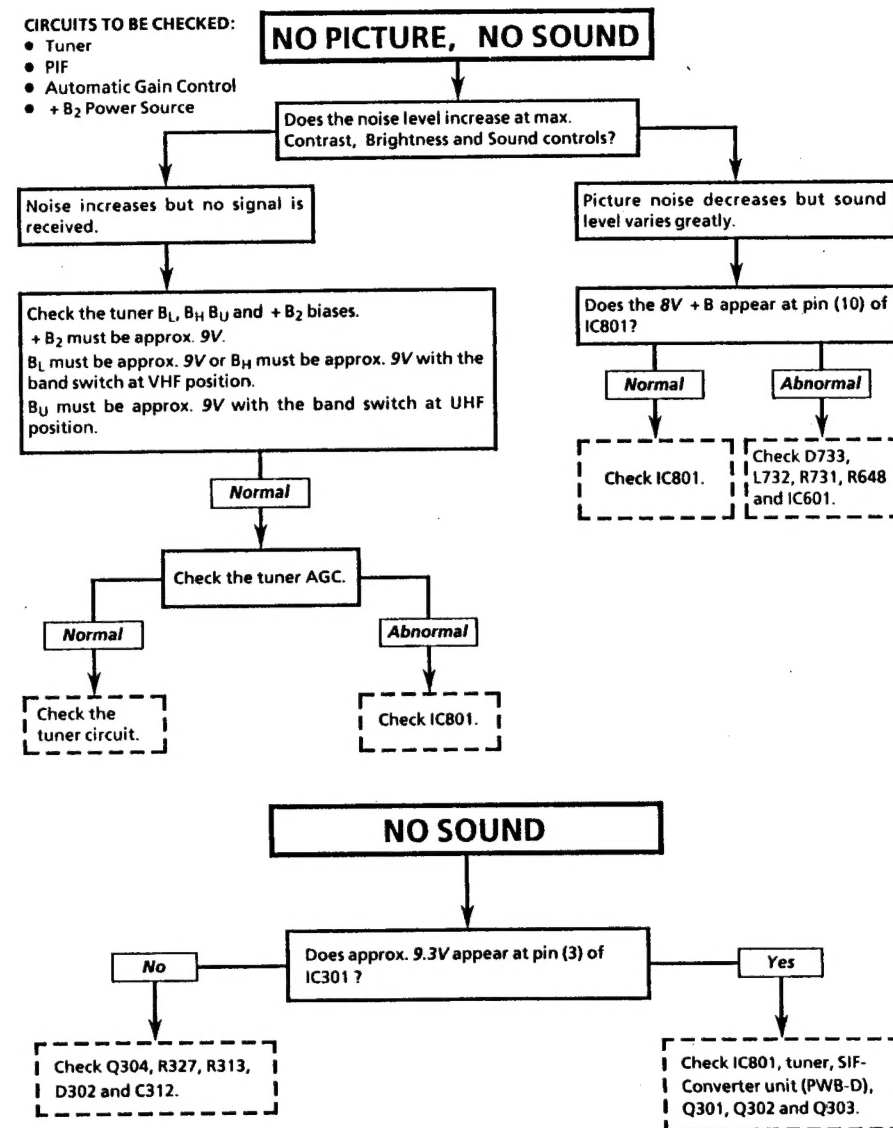 CIRCUITS TO BE CHECKED:
● Tuner
● PIF
● Automatic Gain Control
● + B₂ Power Source
NO PICTURE, NO SOUND
Does the noise level increase at max.
Contrast, Brightness and Sound controls?
Noise increases but no signal is
received.
Picture noise decreases but sound
level varies greatly.
Check the tuner B_L, B_H B_U and + B₂ biases.
+ B₂ must be approx. 9V.
B_L must be approx. 9V or B_H must be approx. 9V with the
band switch at VHF position.
B_U must be approx. 9V with the band switch at UHF
position.
Does the 8V + B appear at pin (10) of
IC801?
Normal
Abnormal
Check IC801.
Check D733,
L732, R731, R648
and IC601.
Normal
Check the tuner AGC.
Normal
Abnormal
Check the
tuner circuit.
Check IC801.
NO SOUND
Does approx. 9.3V appear at pin (3) of
IC301 ?
No
Yes
Check Q304, R327, R313,
D302 and C312.
Check IC801, tuner, SIF-
Converter unit (PWB-D),
Q301, Q302 and Q303.